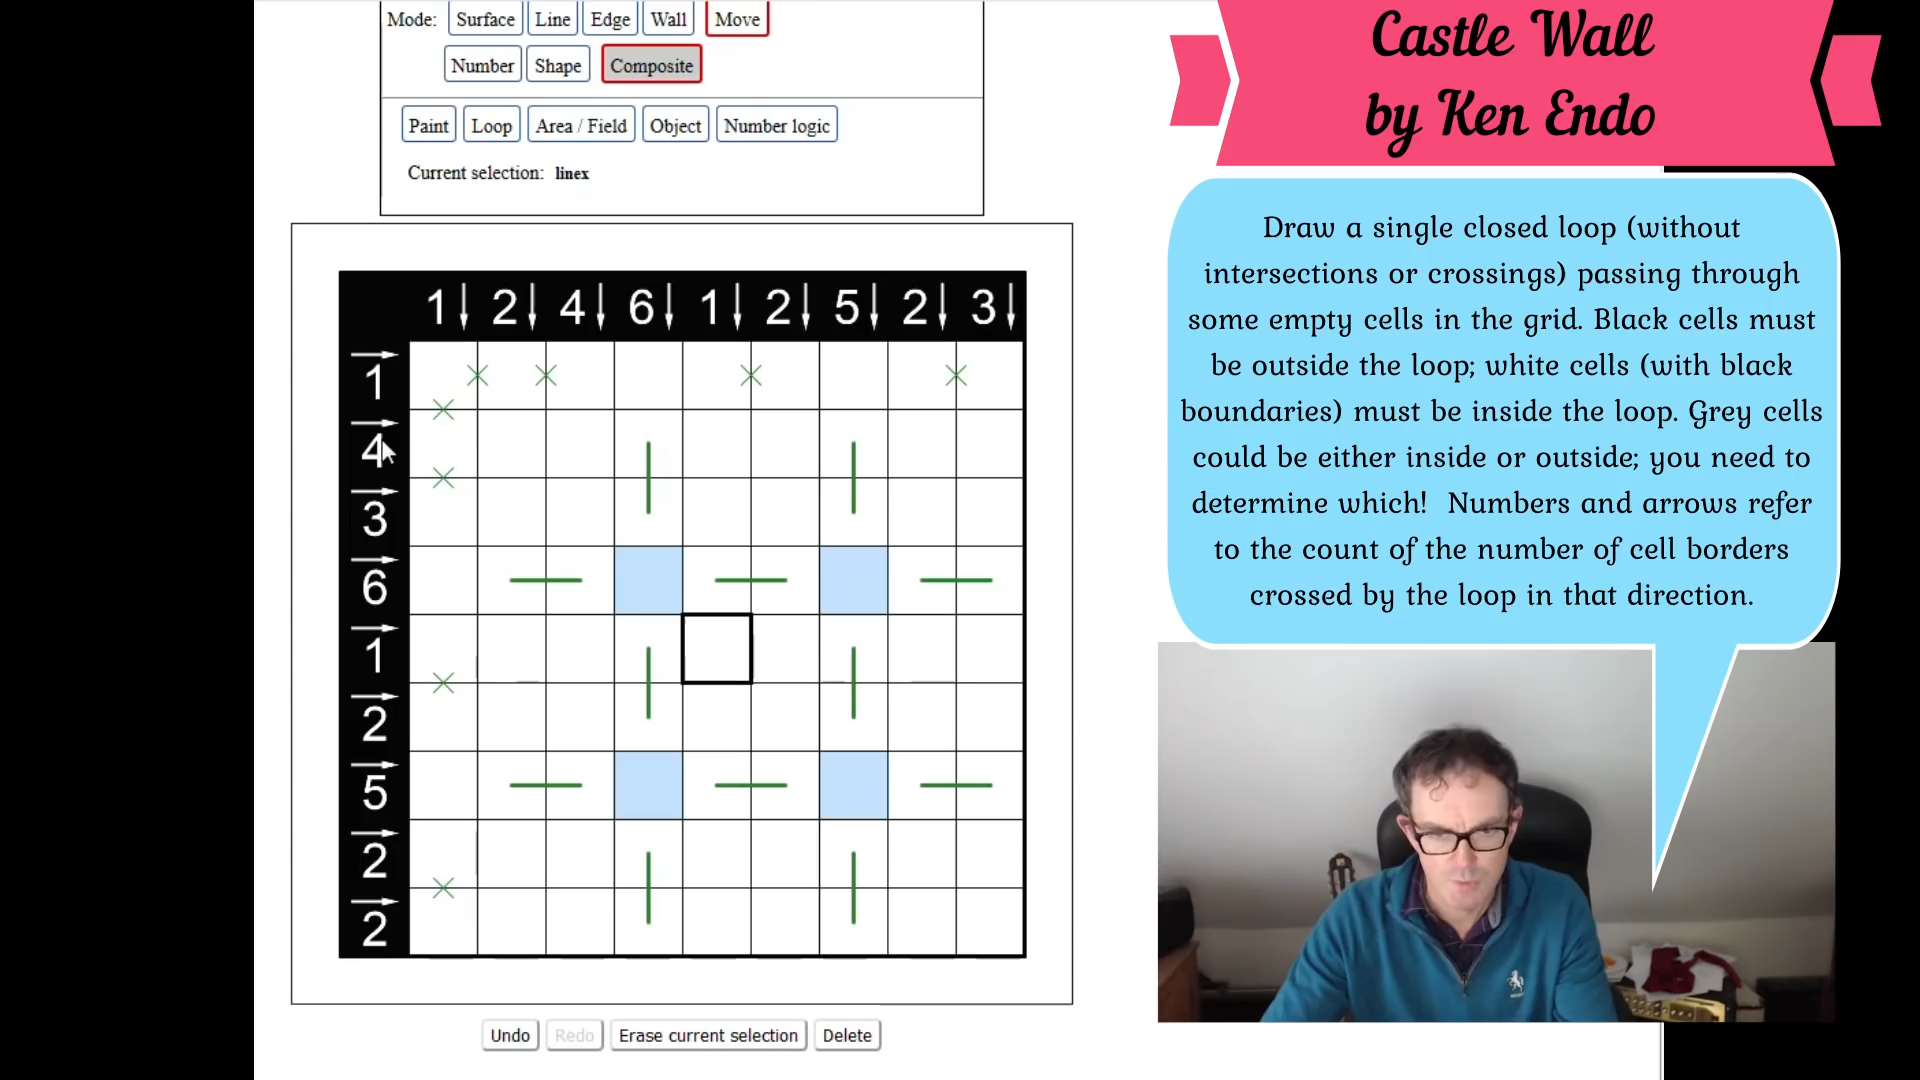 Mode: Surface Line Edge Wall Move
Number Shape Composite
Paint Loop Area / Field Object Number logic
Current selection: linex
1 2 4 6 1 2 5 2 3
1
4
3
6
1
2
5
2
2
Undo Redo Erase current selection Delete
Castle Wall
by Ken Endo
Draw a single closed loop (without
intersections or crossings) passing through
some empty cells in the grid. Black cells must
be outside the loop; white cells (with black
boundaries) must be inside the loop. Grey cells
could be either inside or outside; you need to
determine which! Numbers and arrows refer
to the count of the number of cell borders
crossed by the loop in that direction.